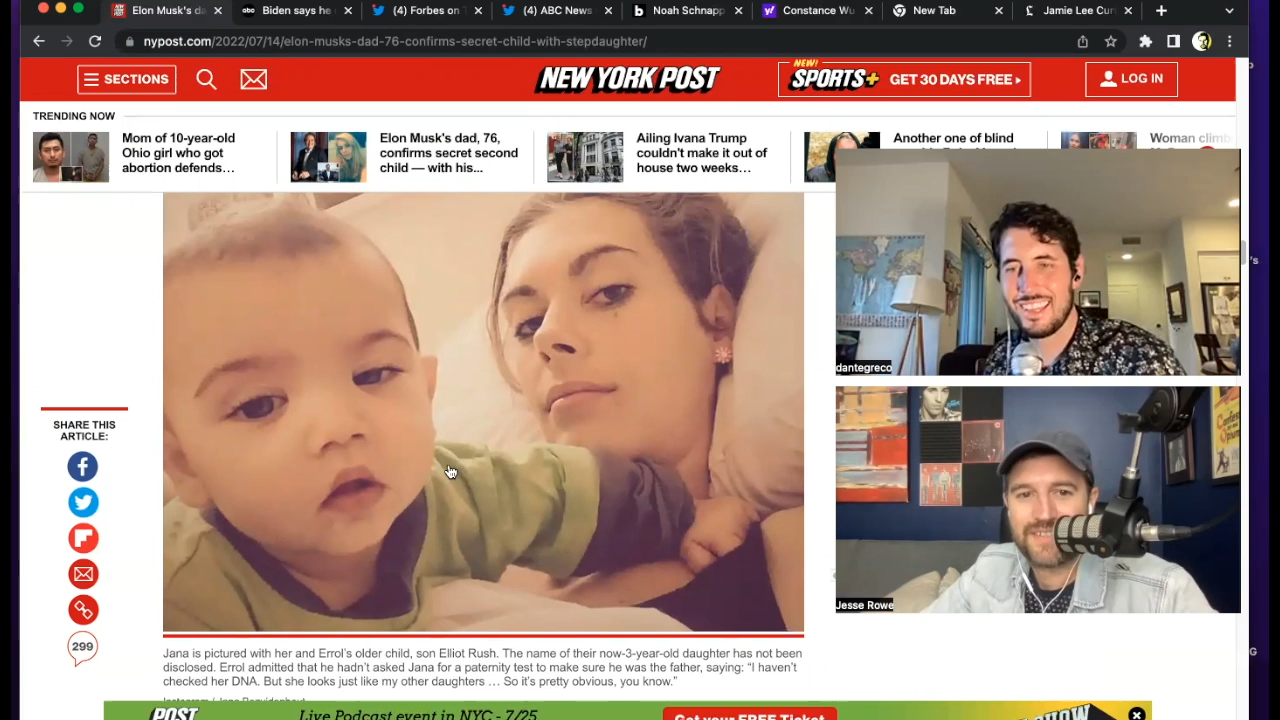 Elon Musk's da
Biden says he
(4) Forbes on
(4) ABC News
Noah Schnapp
Constance Wu
New Tab
Jamie Lee Cur
nypost.com/2022/07/14/elon-musks-dad-76-confirms-secret-child-with-stepdaughter/
SECTIONS
NEW YORK POST
NEW!
SPORTS+
GET 30 DAYS FREE
LOG IN
TRENDING NOW
Mom of 10-year-old
Ohio girl who got
abortion defends…
Elon Musk's dad, 76,
confirms secret second
child — with his...
Ailing Ivana Trump
couldn't make it out of
house two weeks…
Another one of blind
Woman climb
dantegreco
Jesse Rowe
SHARE THIS
ARTICLE:
299
Jana is pictured with her and Errol's older child, son Elliot Rush. The name of their now-3-year-old daughter has not been
disclosed. Errol admitted that he hadn't asked Jana for a paternity test to make sure he was the father, saying: “I haven't
checked her DNA. But she looks just like my other daughters … So it's pretty obvious, you know.”
POST
Live Podcast event in NYC - 7/25
Get your FREE Ticket
SHOW